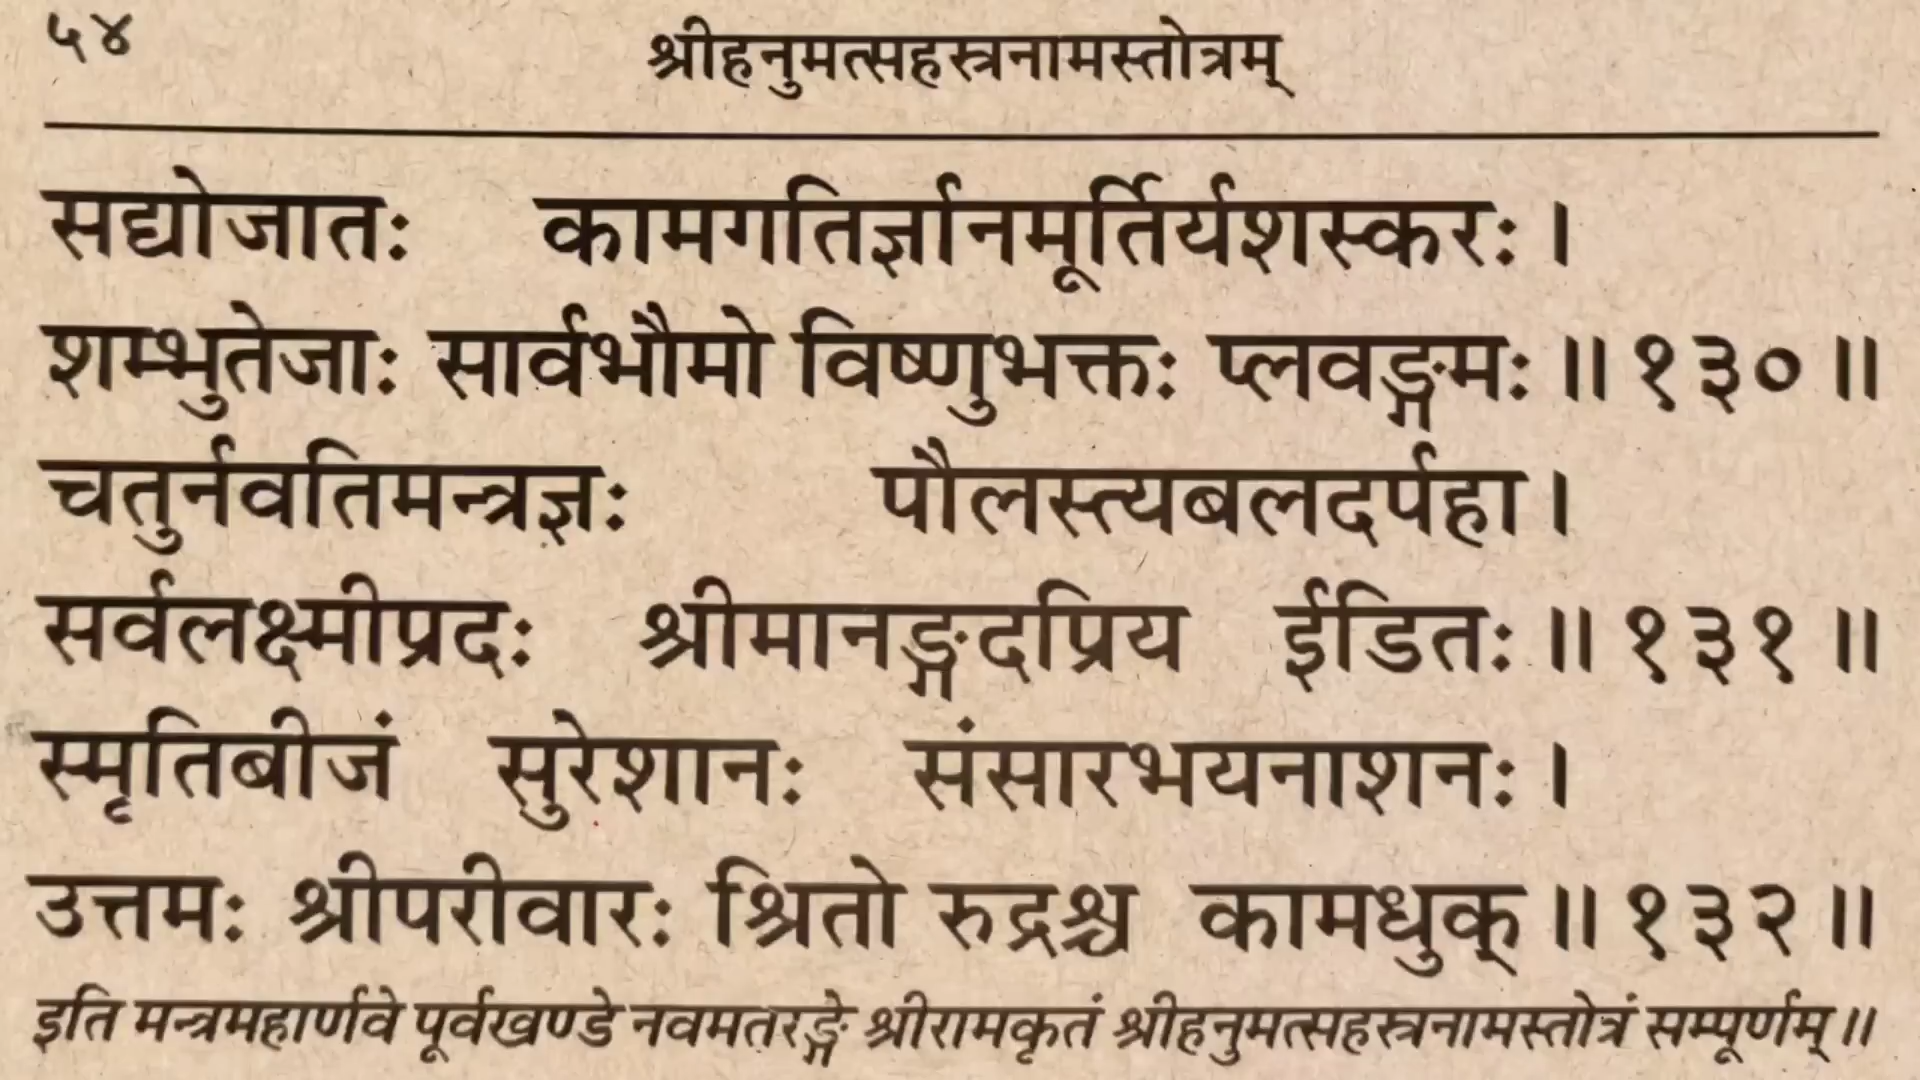 ५४
श्रीहनुमत्सहस्त्रनामस्तोत्रम्
सद्योजातः कामगतिर्ज्ञानमूर्तिर्यशस्करः ।
शम्भुतेजाः सार्वभौमो विष्णुभक्तः प्लवङ्गमः ॥ १३० ॥
चतुर्नवतिमन्त्रज्ञः पौलस्त्यबलदर्पहा ।
सर्वलक्ष्मीप्रदः श्रीमानङ्गदप्रिय ईडितः ॥ १३१ ॥
स्मृतिबीजं सुरेशानः संसारभयनाशनः ।
उत्तमः श्रीपरीवारः श्रितो रुद्रश्च कामधुक् ॥ १३२ ॥
इति मन्त्रमहार्णवे पूर्वखण्डे नवमतरङ्गे श्रीरामकृतं श्रीहनुमत्सहस्त्रनामस्तोत्रं सम्पूर्णम् ॥